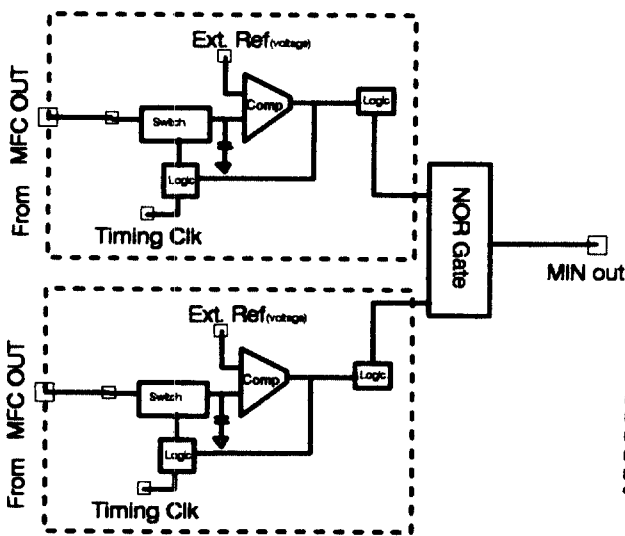 Ext. Ref(voltage)
From MFC OUT
Switch
Comp
Logic
Logic
Timing Clk
NOR Gate
MIN out
Ext. Ref(voltage)
From MFC OUT
Switch
Comp
Logic
Logic
Timing Clk